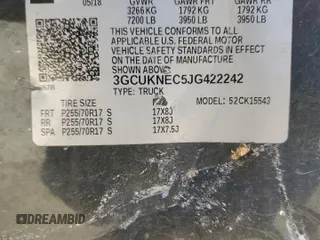 05/18 GVWR GAWR FRT GAWR RR
3266 KG 1792 KG 1792 KG
7200 LB 3950 LB 3950 LB
THIS VEHICLE CONFORMS TO ALL APPLICABLE
U.S. FEDERAL MOTOR VEHICLE SAFETY
STANDARDS IN EFFECT ON THE DATE OF
MANUFACTURE SHOWN ABOVE.
3GCUKNEC5JG422242
TYPE: TRUCK
TIRE SIZE MODEL: 52CK15543
FRT P255/70R17 S 17X8J
RR P255/70R17 S 17X8J
SPA P255/70R17 S 17X7.5J
DREAMBID